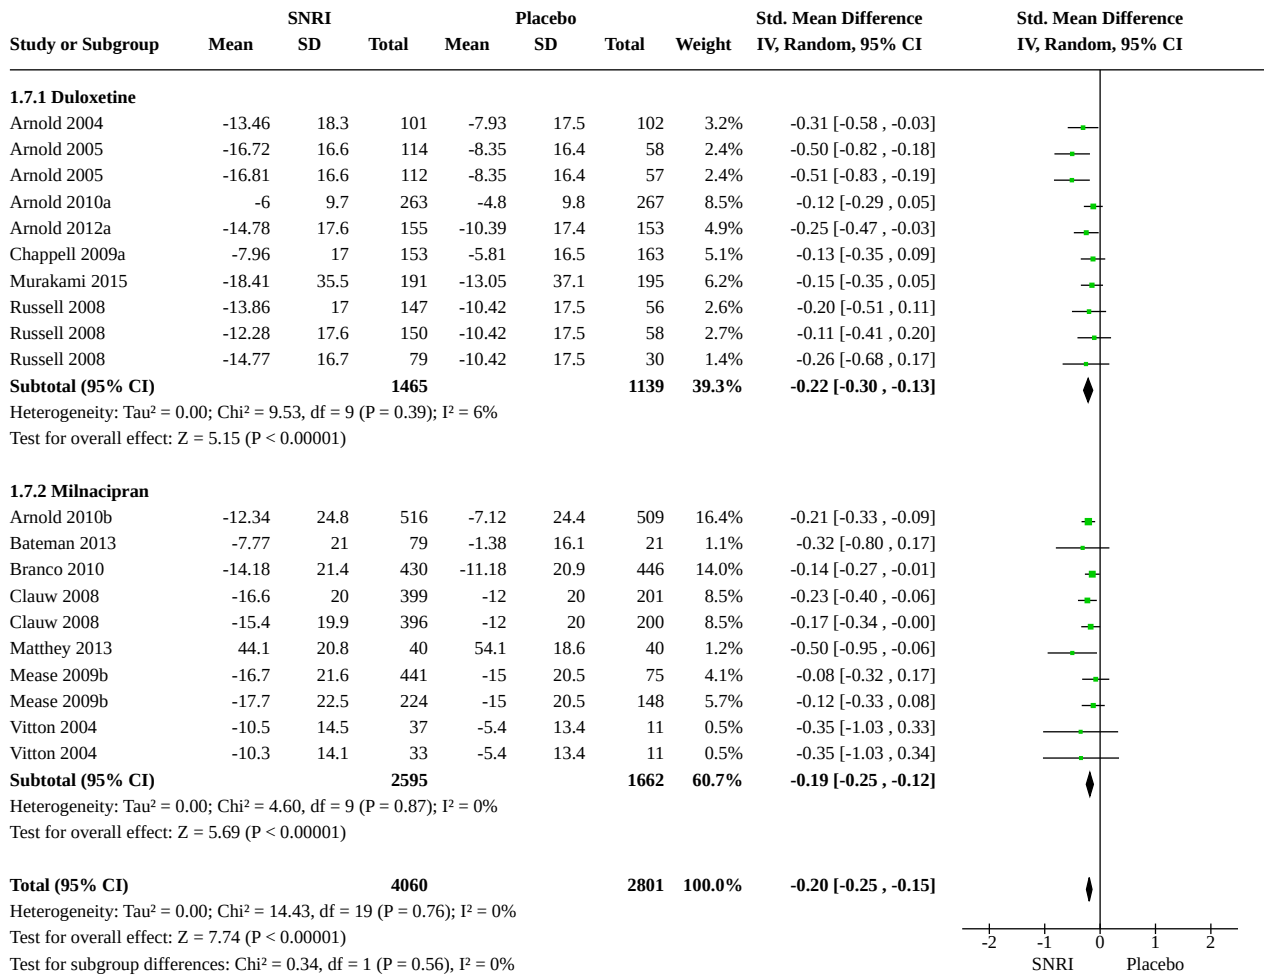 SNRI Placebo Std. Mean Difference Std. Mean Difference
Study or Subgroup Mean SD Total Mean SD Total Weight IV, Random, 95% CI IV, Random, 95% CI
1.7.1 Duloxetine
Arnold 2004 -13.46 18.3 101 -7.93 17.5 102 3.2% -0.31 [-0.58 , -0.03]
Arnold 2005 -16.72 16.6 114 -8.35 16.4 58 2.4% -0.50 [-0.82 , -0.18]
Arnold 2005 -16.81 16.6 112 -8.35 16.4 57 2.4% -0.51 [-0.83 , -0.19]
Arnold 2010a -6 9.7 263 -4.8 9.8 267 8.5% -0.12 [-0.29 , 0.05]
Arnold 2012a -14.78 17.6 155 -10.39 17.4 153 4.9% -0.25 [-0.47 , -0.03]
Chappell 2009a -7.96 17 153 -5.81 16.5 163 5.1% -0.13 [-0.35 , 0.09]
Murakami 2015 -18.41 35.5 191 -13.05 37.1 195 6.2% -0.15 [-0.35 , 0.05]
Russell 2008 -13.86 17 147 -10.42 17.5 56 2.6% -0.20 [-0.51 , 0.11]
Russell 2008 -12.28 17.6 150 -10.42 17.5 58 2.7% -0.11 [-0.41 , 0.20]
Russell 2008 -14.77 16.7 79 -10.42 17.5 30 1.4% -0.26 [-0.68 , 0.17]
Subtotal (95% CI) 1465 1139 39.3% -0.22 [-0.30 , -0.13]
Heterogeneity: Tau² = 0.00; Chi² = 9.53, df = 9 (P = 0.39); I² = 6%
Test for overall effect: Z = 5.15 (P < 0.00001)
1.7.2 Milnacipran
Arnold 2010b -12.34 24.8 516 -7.12 24.4 509 16.4% -0.21 [-0.33 , -0.09]
Bateman 2013 -7.77 21 79 -1.38 16.1 21 1.1% -0.32 [-0.80 , 0.17]
Branco 2010 -14.18 21.4 430 -11.18 20.9 446 14.0% -0.14 [-0.27 , -0.01]
Clauw 2008 -16.6 20 399 -12 20 201 8.5% -0.23 [-0.40 , -0.06]
Clauw 2008 -15.4 19.9 396 -12 20 200 8.5% -0.17 [-0.34 , -0.00]
Matthey 2013 44.1 20.8 40 54.1 18.6 40 1.2% -0.50 [-0.95 , -0.06]
Mease 2009b -16.7 21.6 441 -15 20.5 75 4.1% -0.08 [-0.32 , 0.17]
Mease 2009b -17.7 22.5 224 -15 20.5 148 5.7% -0.12 [-0.33 , 0.08]
Vitton 2004 -10.5 14.5 37 -5.4 13.4 11 0.5% -0.35 [-1.03 , 0.33]
Vitton 2004 -10.3 14.1 33 -5.4 13.4 11 0.5% -0.35 [-1.03 , 0.34]
Subtotal (95% CI) 2595 1662 60.7% -0.19 [-0.25 , -0.12]
Heterogeneity: Tau² = 0.00; Chi² = 4.60, df = 9 (P = 0.87); I² = 0%
Test for overall effect: Z = 5.69 (P < 0.00001)
Total (95% CI) 4060 2801 100.0% -0.20 [-0.25 , -0.15]
Heterogeneity: Tau² = 0.00; Chi² = 14.43, df = 19 (P = 0.76); I² = 0%
Test for overall effect: Z = 7.74 (P < 0.00001)
-2 -1 0 1 2
Test for subgroup differences: Chi² = 0.34, df = 1 (P = 0.56), I² = 0% SNRI Placebo